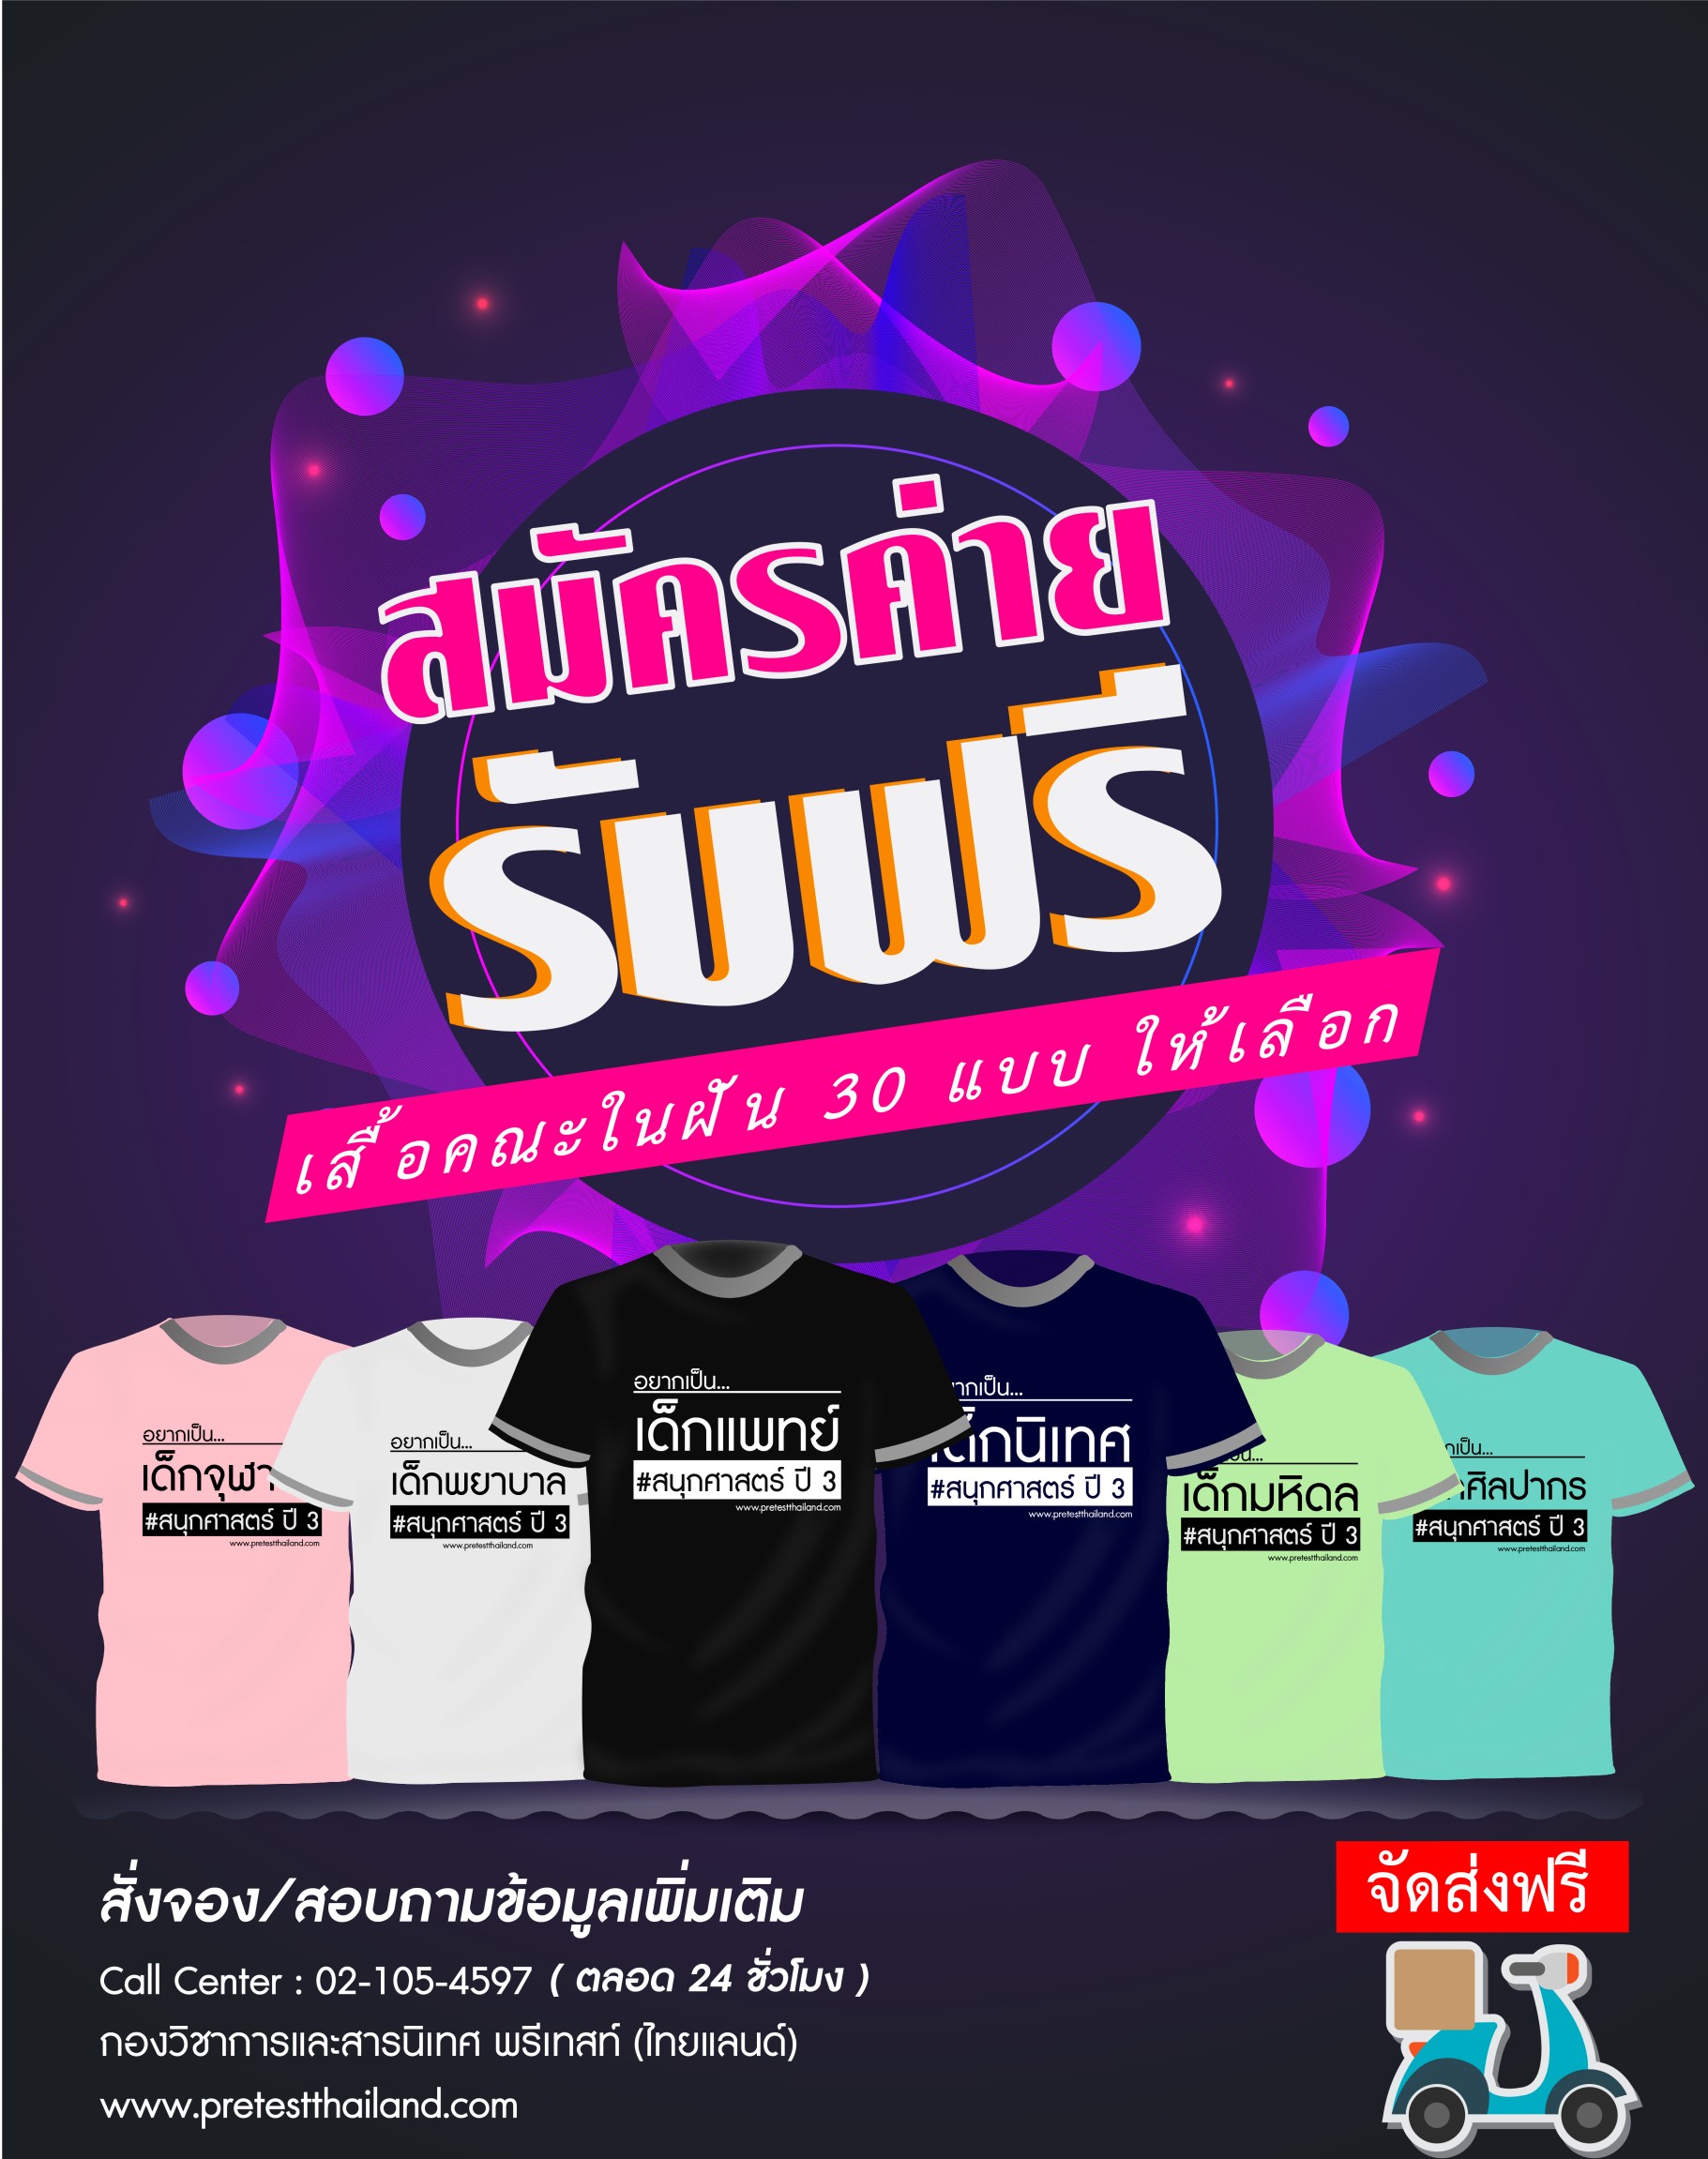 สมัครค่าย
รับฟรี
เสื้อคณะในฝัน 30 แบบ ให้เลือก
อยากเป็น...
เด็กจุฬา
#สนุกศาสตร์ ปี 3
www.pretestthailand.com
อยากเป็น...
เด็กพยาบาล
#สนุกศาสตร์ ปี 3
www.pretestthailand.com
อยากเป็น...
เด็กแพทย์
#สนุกศาสตร์ ปี 3
www.pretestthailand.com
เด็กนิเทศ
#สนุกศาสตร์ ปี 3
www.pretestthailand.com
เด็กมหิดล
#สนุกศาสตร์ ปี 3
www.pretestthailand.com
ศิลปากร
#สนุกศาสตร์ ปี 3
www.pretestthailand.com
สั่งจอง/สอบถามข้อมูลเพิ่มเติม
Call Center : 02-105-4597 ( ตลอด 24 ชั่วโมง )
กองวิชาการและสารนิเทศ พรีเทสท์ (ไทยแลนด์)
www.pretestthailand.com
จัดส่งฟรี